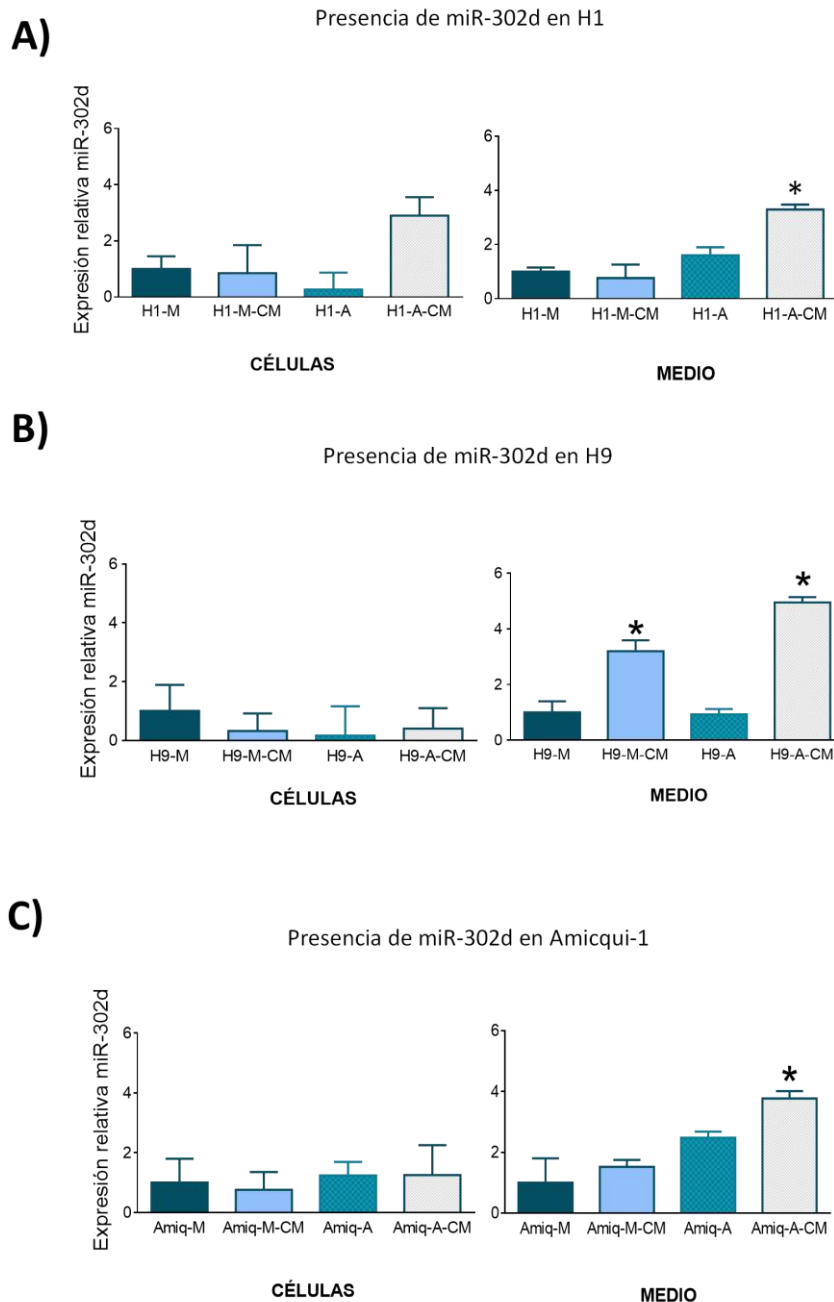 A)
Presencia de miR-302d en H1
Expresión relativa miR-302d
6
4
2
0
H1-M H1-M-CM H1-A H1-A-CM
CÉLULAS
6
4
2
0
*
H1-M H1-M-CM H1-A H1-A-CM
MEDIO
B)
Presencia de miR-302d en H9
Expresión relativa miR-302d
6
4
2
0
H9-M H9-M-CM H9-A H9-A-CM
CÉLULAS
6
4
2
0
* *
H9-M H9-M-CM H9-A H9-A-CM
MEDIO
C)
Presencia de miR-302d en Amicqui-1
Expresión relativa miR-302d
6
4
2
0
Amiq-M Amiq-M-CM Amiq-A Amiq-A-CM
CÉLULAS
6
4
2
0
*
Amiq-M Amiq-M-CM Amiq-A Amiq-A-CM
MEDIO